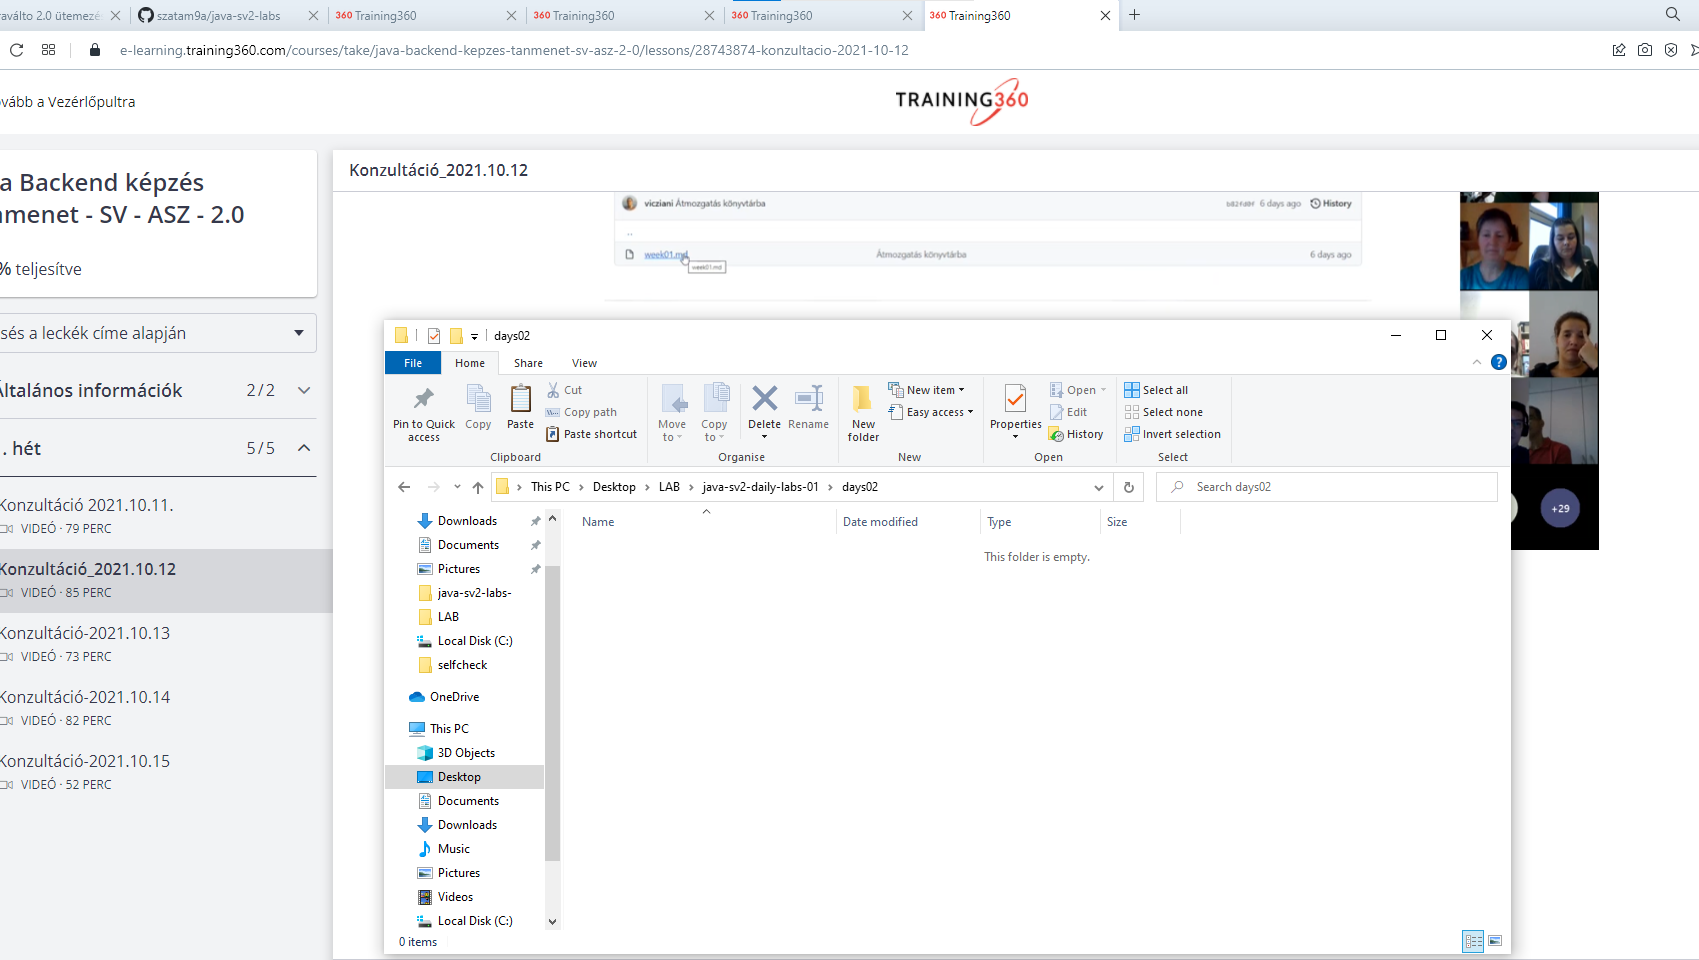 raválto 2.0 ütemezés
szatam9a/java-sv2-labs
360 Training360
360 Training360
360 Training360
360 Training360
e-learning.training360.com/courses/take/java-backend-kepzes-tanmenet-sv-asz-2-0/lessons/28743874-konzultacio-2021-10-12
ovább a Vezérlőpultra
TRAINING360
a Backend képzés
nmenet - SV - ASZ - 2.0
% teljesítve
sés a leckék címe alapján
Általános információk 2/2
. hét 5/5
Konzultáció 2021.10.11.
VIDEÓ · 79 PERC
Konzultáció_2021.10.12
VIDEÓ · 85 PERC
Konzultáció-2021.10.13
VIDEÓ · 73 PERC
Konzultáció-2021.10.14
VIDEÓ · 82 PERC
Konzultáció-2021.10.15
VIDEÓ · 52 PERC
Konzultáció_2021.10.12
vicziani Átmozgatás könyvtárba 6 days ago History
..
week01.md Átmozgatás könyvtárba 6 days ago
week01.md
+29
days02
File Home Share View
Pin to Quick access
Copy
Paste
Cut
Copy path
Paste shortcut
Clipboard
Move to
Copy to
Delete
Rename
Organise
New folder
New item
Easy access
New
Properties
Open
Edit
History
Open
Select all
Select none
Invert selection
Select
This PC > Desktop > LAB > java-sv2-daily-labs-01 > days02
Search days02
Name Date modified Type Size
This folder is empty.
Downloads
Documents
Pictures
java-sv2-labs-
LAB
Local Disk (C:)
selfcheck
OneDrive
This PC
3D Objects
Desktop
Documents
Downloads
Music
Pictures
Videos
Local Disk (C:)
0 items